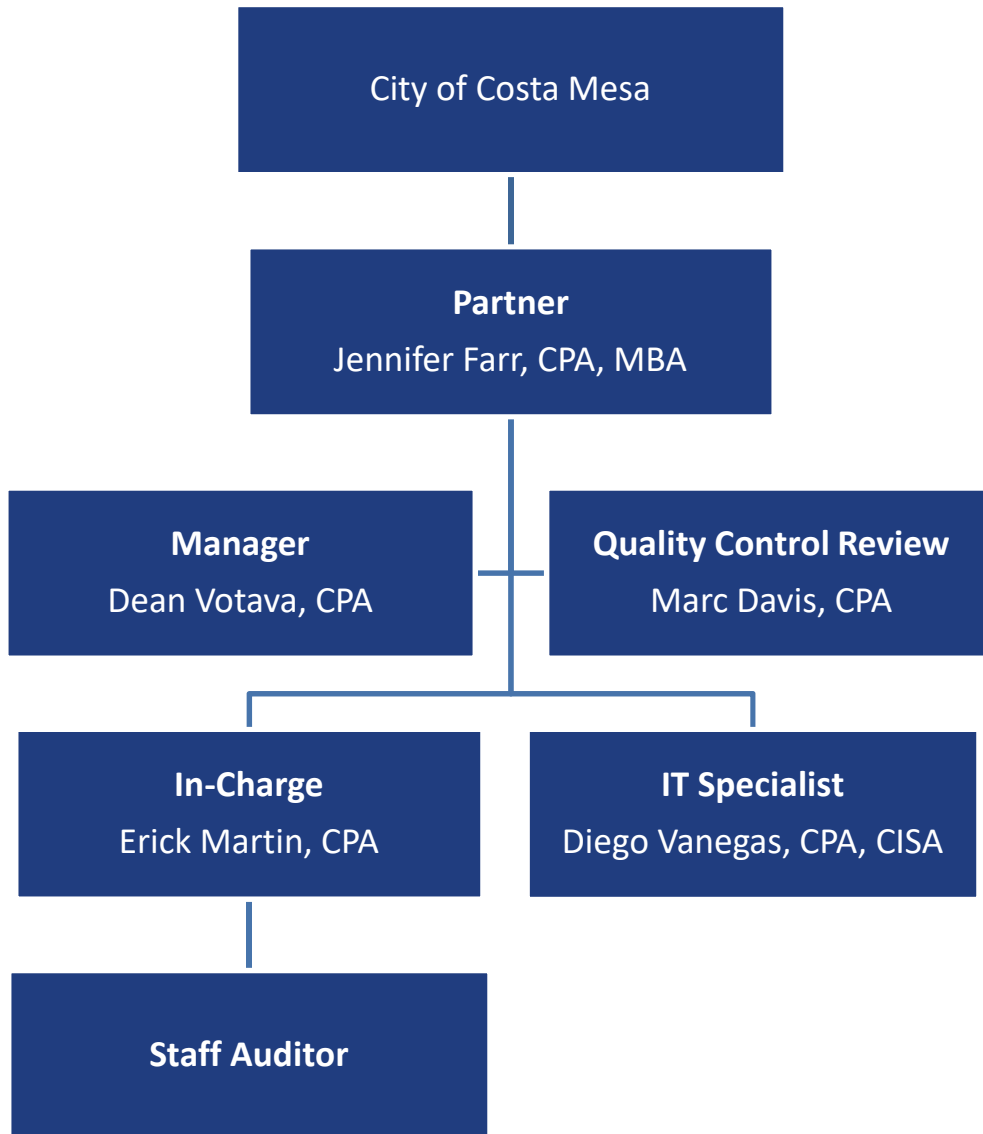 City of Costa Mesa
Partner
Jennifer Farr, CPA, MBA
Manager
Dean Votava, CPA
Quality Control Review
Marc Davis, CPA
In-Charge
Erick Martin, CPA
IT Specialist
Diego Vanegas, CPA, CISA
Staff Auditor